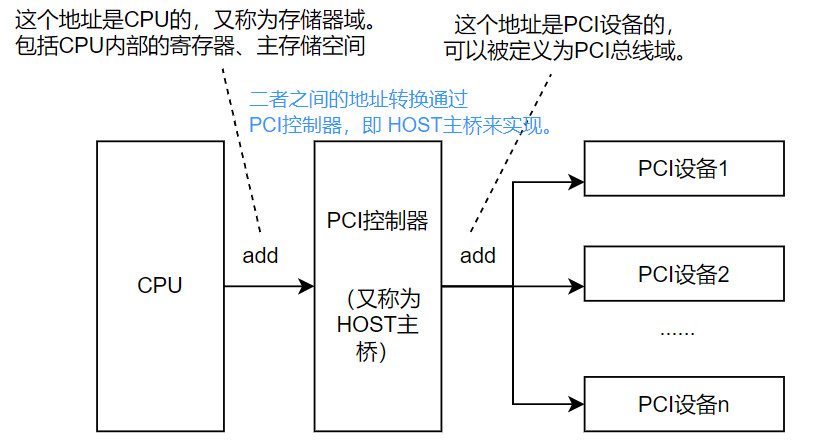 这个地址是CPU的，又称为存储器域。
包括CPU内部的寄存器、主存储空间
这个地址是PCI设备的，
可以被定义为PCI总线域。
二者之间的地址转换通过
PCI控制器，即 HOST主桥来实现。
CPU
add
PCI控制器
（又称为
HOST主
桥）
add
PCI设备1
PCI设备2
......
PCI设备n